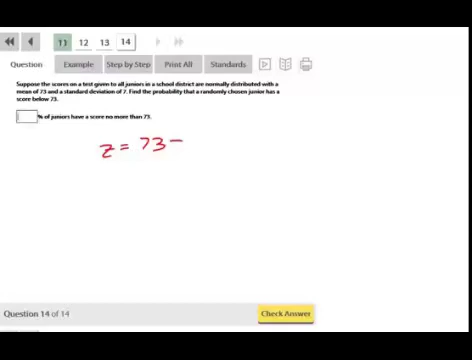 11 12 13 14
Question Example Step by Step Print All Standards
Suppose the scores on a test given to all juniors in a school district are normally distributed with a
mean of 73 and a standard deviation of 7. Find the probability that a randomly chosen junior has a
score below 73.
% of juniors have a score no more than 73.
z = 73 −
Question 14 of 14
Check Answer